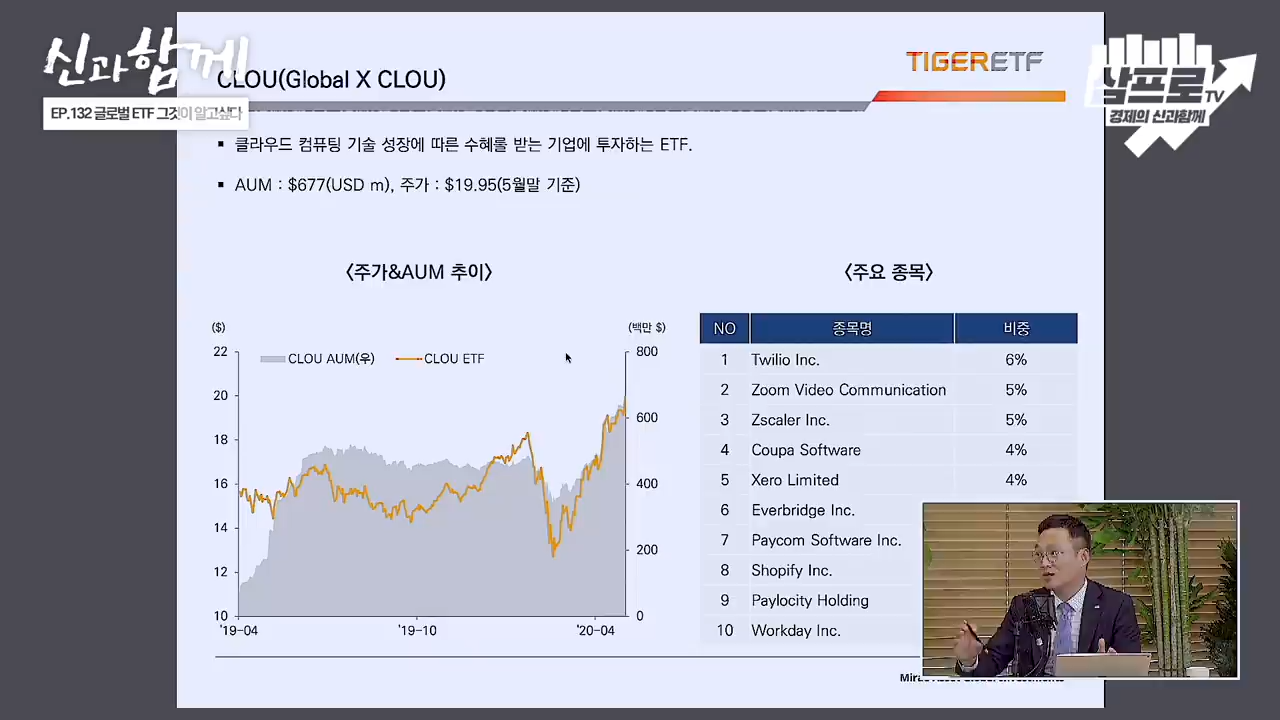 신과함께
EP.132 글로벌 ETF 그것이 알고싶다
CLOU(Global X CLOU)
TIGERETF
삼프로TV
경제의 신과함께
▪ 클라우드 컴퓨팅 기술 성장에 따른 수혜룰 받는 기업에 투자하는 ETF.
▪ AUM : $677(USD m), 주가 : $19.95(5월말 기준)
〈주가&AUM 추이〉
($)
(백만 $)
CLOU AUM(우)
CLOU ETF
22
20
18
16
14
12
10
800
600
400
200
0
'19-04
'19-10
'20-04
〈주요 종목〉
NO 종목명 비중
1 Twilio Inc. 6%
2 Zoom Video Communication 5%
3 Zscaler Inc. 5%
4 Coupa Software 4%
5 Xero Limited 4%
6 Everbridge Inc.
7 Paycom Software Inc.
8 Shopify Inc.
9 Paylocity Holding
10 Workday Inc.